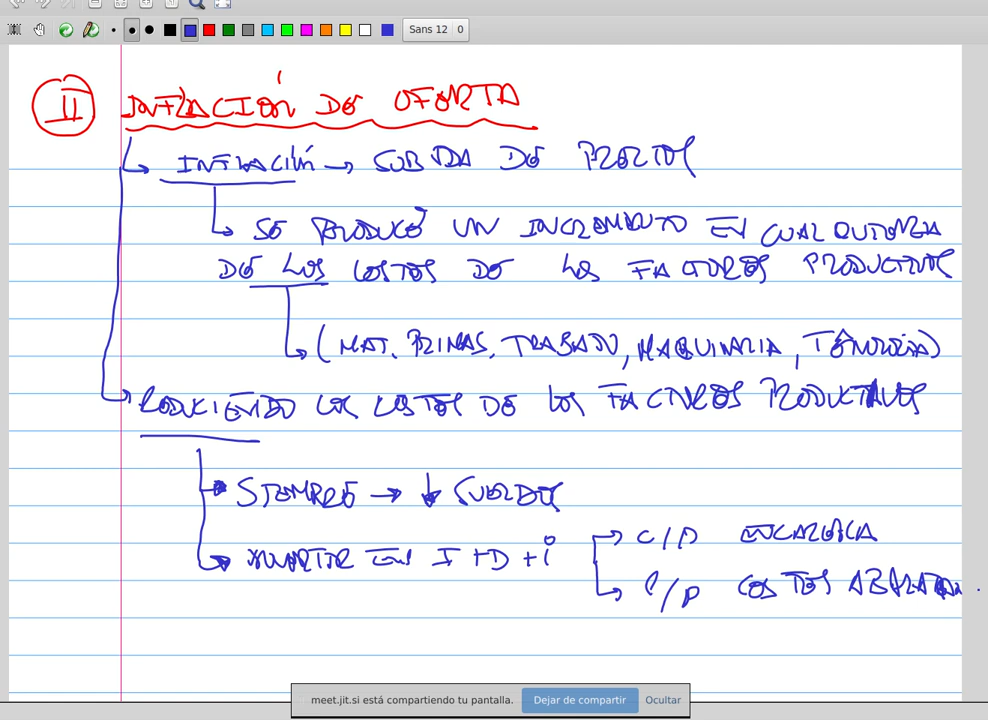 Sans 12 0
II INFLACIÓN DE OFERTA
INFLACIÓN → SUBIDA DE PRECIOS
SE PRODUCE UN INCREMENTO EN CUALQUIERA
DE LOS COSTOS DE LOS FACTORES PRODUCTIVOS
(MAT. PRIMAS, TRABAJO, MAQUINARIA, TECNOLOGÍA)
REDUCIENDO LOS COSTOS DE LOS FACTORES PRODUCTIVOS
SIEMPRE → ↓ SUELDOS
INVERTIR EN I+D+i
C/P ENCARECE
L/P COSTOS ABARATAN
meet.jit.si está compartiendo tu pantalla. Dejar de compartir Ocultar